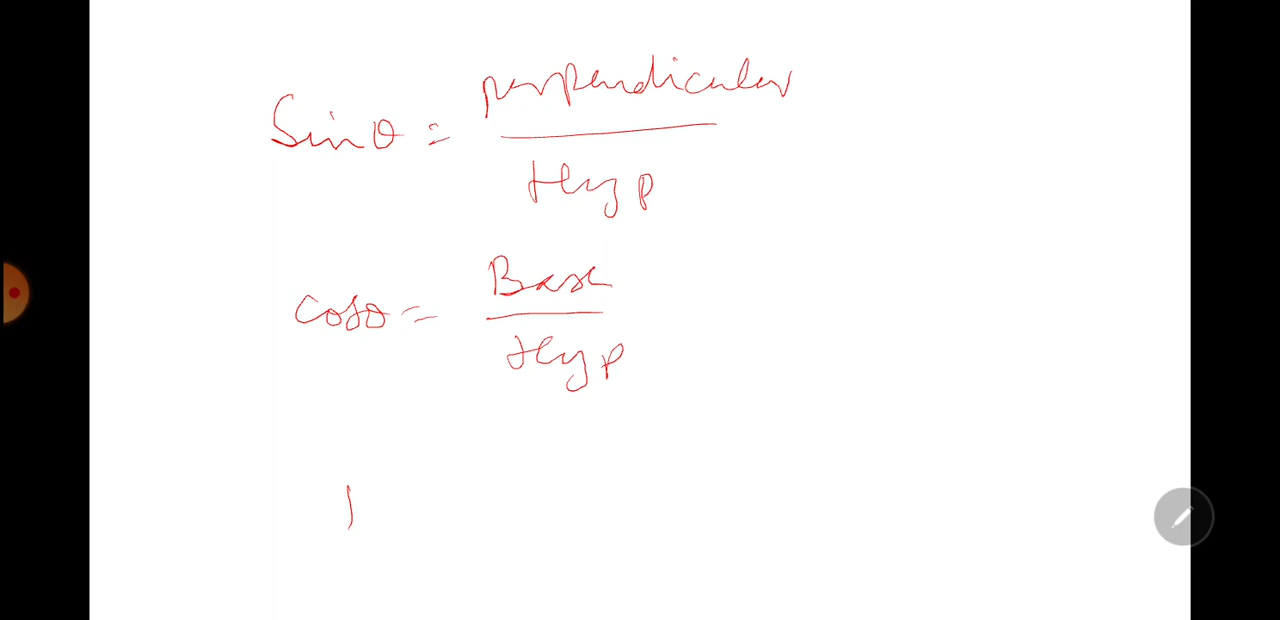 Sinθ = perpendicular / Hyp
cosθ = Base / Hyp